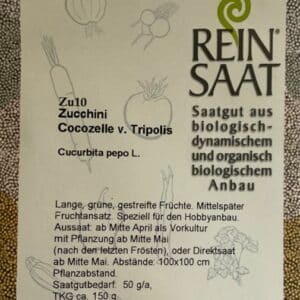 REIN®
SAAT
Saatgut aus
biologisch-
dynamischem
und organisch
biologischem
Anbau
Zu10
Zucchini
Cocozelle v. Tripolis
Cucurbita pepo L.
Lange, grüne, gestreifte Früchte. Mittelspäter
Fruchtansatz. Speziell für den Hobbyanbau.
Aussaat: ab Mitte April als Vorkultur
mit Pflanzung ab Mitte Mai
(nach den letzten Frösten), oder Direktsaat
ab Mitte Mai. Abstände: 100x100 cm
Pflanzabstand.
Saatgutbedarf: 50 g/a,
TKG ca. 150 g